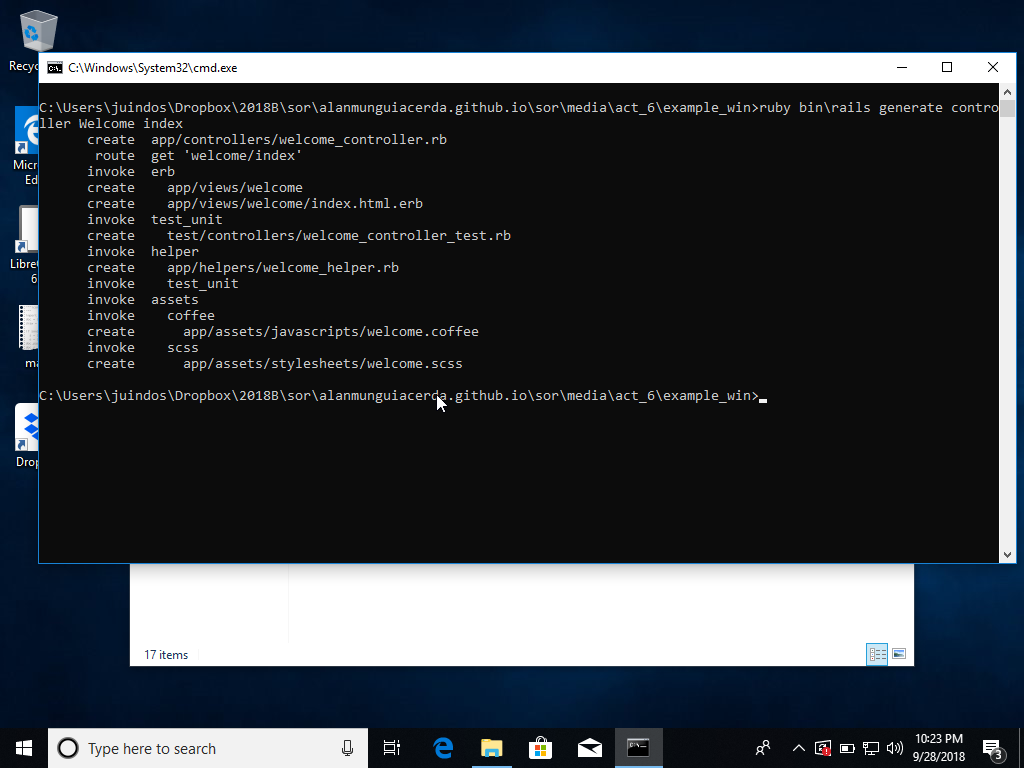 Recyc
C:\Windows\System32\cmd.exe
C:\Users\juindos\Dropbox\2018B\sor\alanmunguiacerda.github.io\sor\media\act_6\example_win>ruby bin\rails generate contro
ller Welcome index
create app/controllers/welcome_controller.rb
route get 'welcome/index'
invoke erb
create app/views/welcome
create app/views/welcome/index.html.erb
invoke test_unit
create test/controllers/welcome_controller_test.rb
invoke helper
create app/helpers/welcome_helper.rb
invoke test_unit
invoke assets
invoke coffee
create app/assets/javascripts/welcome.coffee
invoke scss
create app/assets/stylesheets/welcome.scss
C:\Users\juindos\Dropbox\2018B\sor\alanmunguiacerda.github.io\sor\media\act_6\example_win>
Micr
Ed
Libre
6
ma
Drop
17 items
Type here to search
10:23 PM
9/28/2018
3